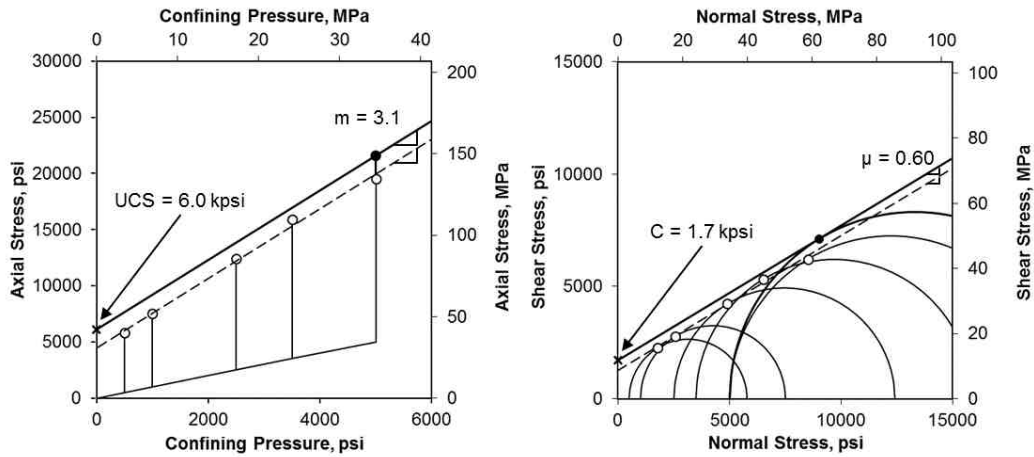 Confining Pressure, MPa
0 10 20 30 40
30000
25000
20000
15000
10000
5000
0
Axial Stress, psi
200
150
100
50
0
Axial Stress, MPa
m = 3.1
UCS = 6.0 kpsi
0 2000 4000 6000
Confining Pressure, psi
Normal Stress, MPa
0 20 40 60 80 100
15000
10000
5000
0
Shear Stress, psi
100
80
60
40
20
0
Shear Stress, MPa
μ = 0.60
C = 1.7 kpsi
0 5000 10000 15000
Normal Stress, psi